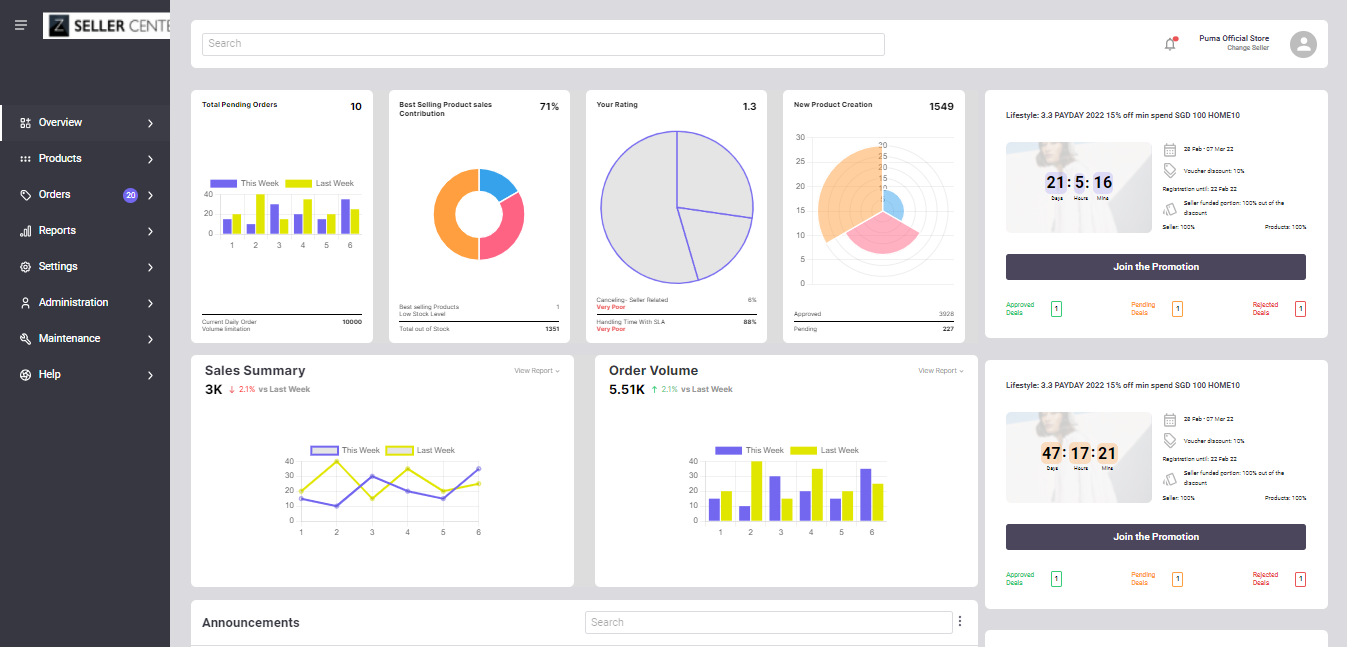 Z SELLER CENTE
Overview
Products
Orders
20
Reports
Settings
Administration
Maintenance
Help
Search
Puma Official Store
Change Seller
Total Pending Orders
10
This Week
Last Week
40
20
0
1 2 3 4 5 6
Current Daily Order
10000
Volume limitation
Best Selling Product sales
71%
Contribution
Best selling Products
1
Low Stock Level
Total out of Stock
1351
Your Rating
1.3
Canceling- Seller Related
6%
Very Poor
Handling Time With SLA
88%
Very Poor
New Product Creation
1549
30
25
20
15
10
5
0
30
25
20
15
10
Approved
3928
Pending
227
Sales Summary
View Report
3K ↓ 2.1% vs Last Week
This Week
Last Week
40
30
20
10
0
1 2 3 4 5 6
Order Volume
View Report
5.51K ↑ 2.1% vs Last Week
This Week
Last Week
40
30
20
10
0
1 2 3 4 5 6
Announcements
Search
Lifestyle: 3.3 PAYDAY 2022 15% off min spend SGD 100 HOME10
21 : 5 : 16
Days Hours Mins
28 Feb - 07 Mar 22
Voucher discount: 10%
Registration until: 22 Feb 22
Seller funded portion: 100% out of the
discount
Seller: 100%
Products: 100%
Join the Promotion
Approved
Deals
1
Pending
Deals
1
Rejected
Deals
1
Lifestyle: 3.3 PAYDAY 2022 15% off min spend SGD 100 HOME10
47 : 17 : 21
Days Hours Mins
28 Feb - 07 Mar 22
Voucher discount: 10%
Registration until: 22 Feb 22
Seller funded portion: 100% out of the
discount
Seller: 100%
Products: 100%
Join the Promotion
Approved
Deals
1
Pending
Deals
1
Rejected
Deals
1